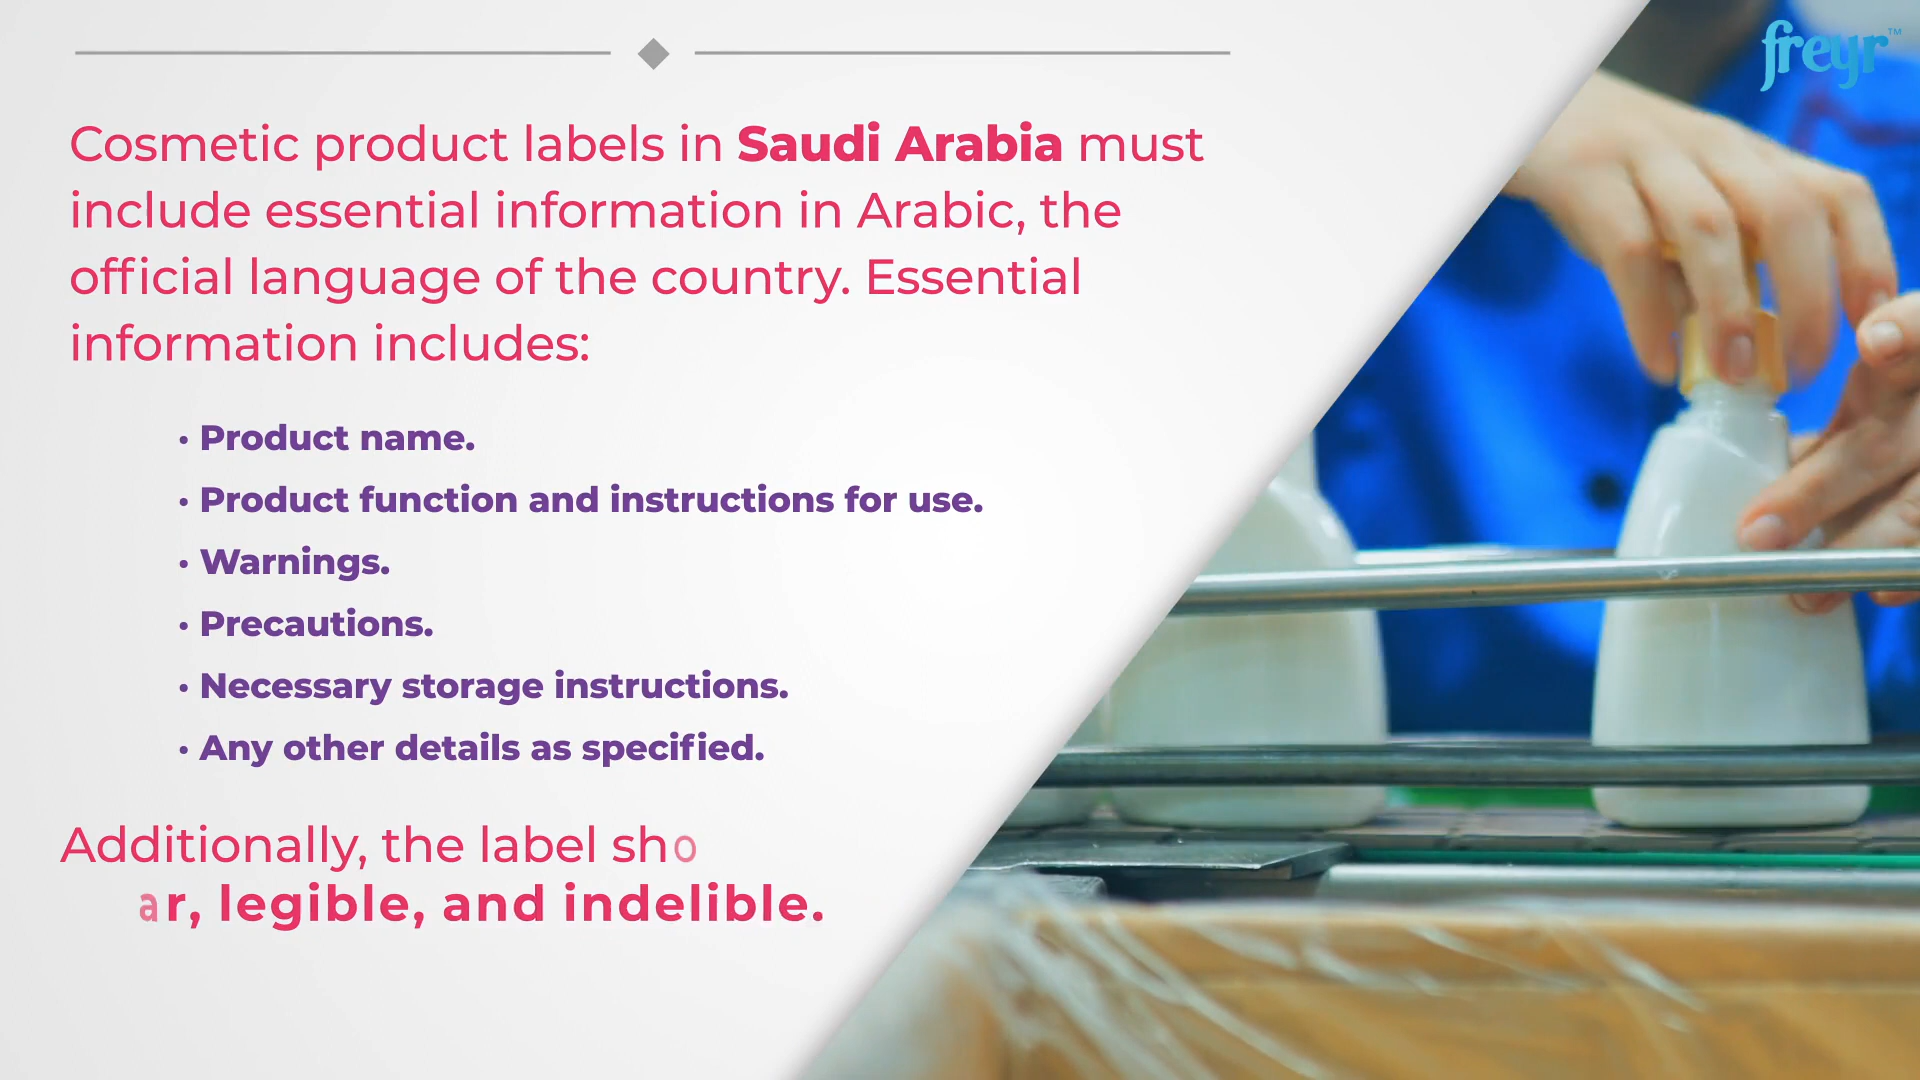 freyr™
Cosmetic product labels in Saudi Arabia must
include essential information in Arabic, the
official language of the country. Essential
information includes:
• Product name.
• Product function and instructions for use.
• Warnings.
• Precautions.
• Necessary storage instructions.
• Any other details as specified.
Additionally, the label sho
ar, legible, and indelible.